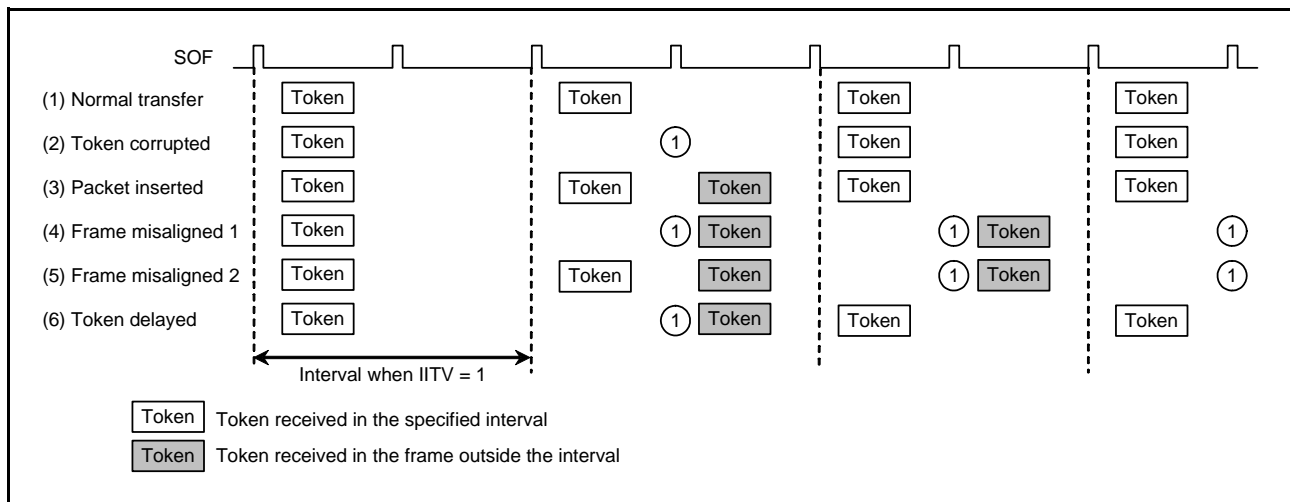 SOF
(1) Normal transfer Token Token Token Token
(2) Token corrupted Token 1 Token Token
(3) Packet inserted Token Token Token Token Token
(4) Frame misaligned 1 Token 1 Token 1 Token 1
(5) Frame misaligned 2 Token Token Token 1 Token 1
(6) Token delayed Token 1 Token Token Token
Interval when IITV = 1
Token Token received in the specified interval
Token Token received in the frame outside the interval